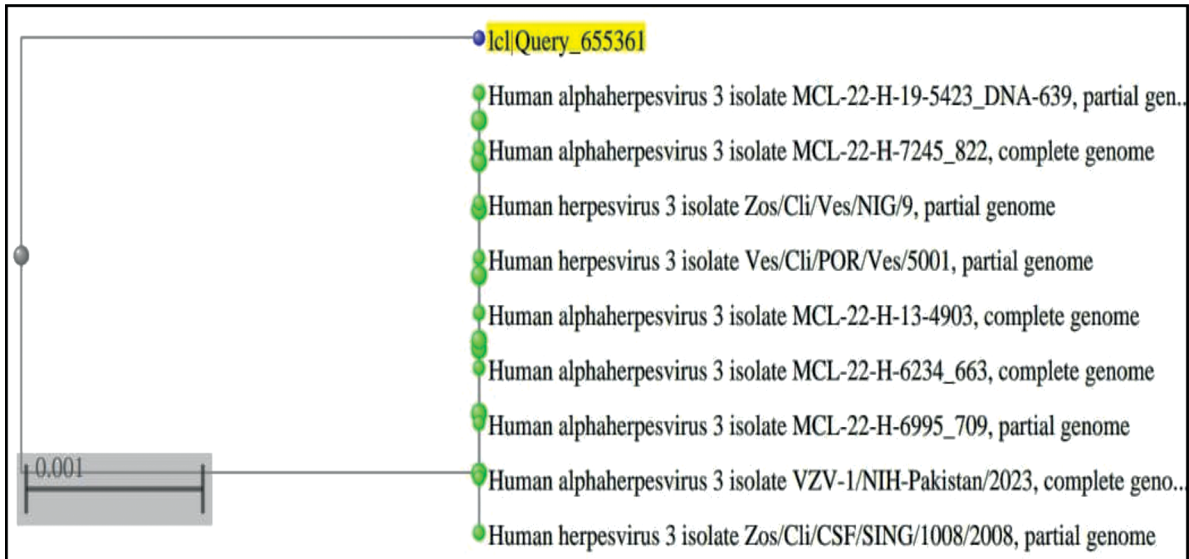 lcl|Query_655361
Human alphaherpesvirus 3 isolate MCL-22-H-19-5423_DNA-639, partial gen...
Human alphaherpesvirus 3 isolate MCL-22-H-7245_822, complete genome
Human herpesvirus 3 isolate Zos/Cli/Ves/NIG/9, partial genome
Human herpesvirus 3 isolate Ves/Cli/POR/Ves/5001, partial genome
Human alphaherpesvirus 3 isolate MCL-22-H-13-4903, complete genome
Human alphaherpesvirus 3 isolate MCL-22-H-6234_663, complete genome
Human alphaherpesvirus 3 isolate MCL-22-H-6995_709, partial genome
0.001
Human alphaherpesvirus 3 isolate VZV-1/NIH-Pakistan/2023, complete geno...
Human herpesvirus 3 isolate Zos/Cli/CSF/SING/1008/2008, partial genome